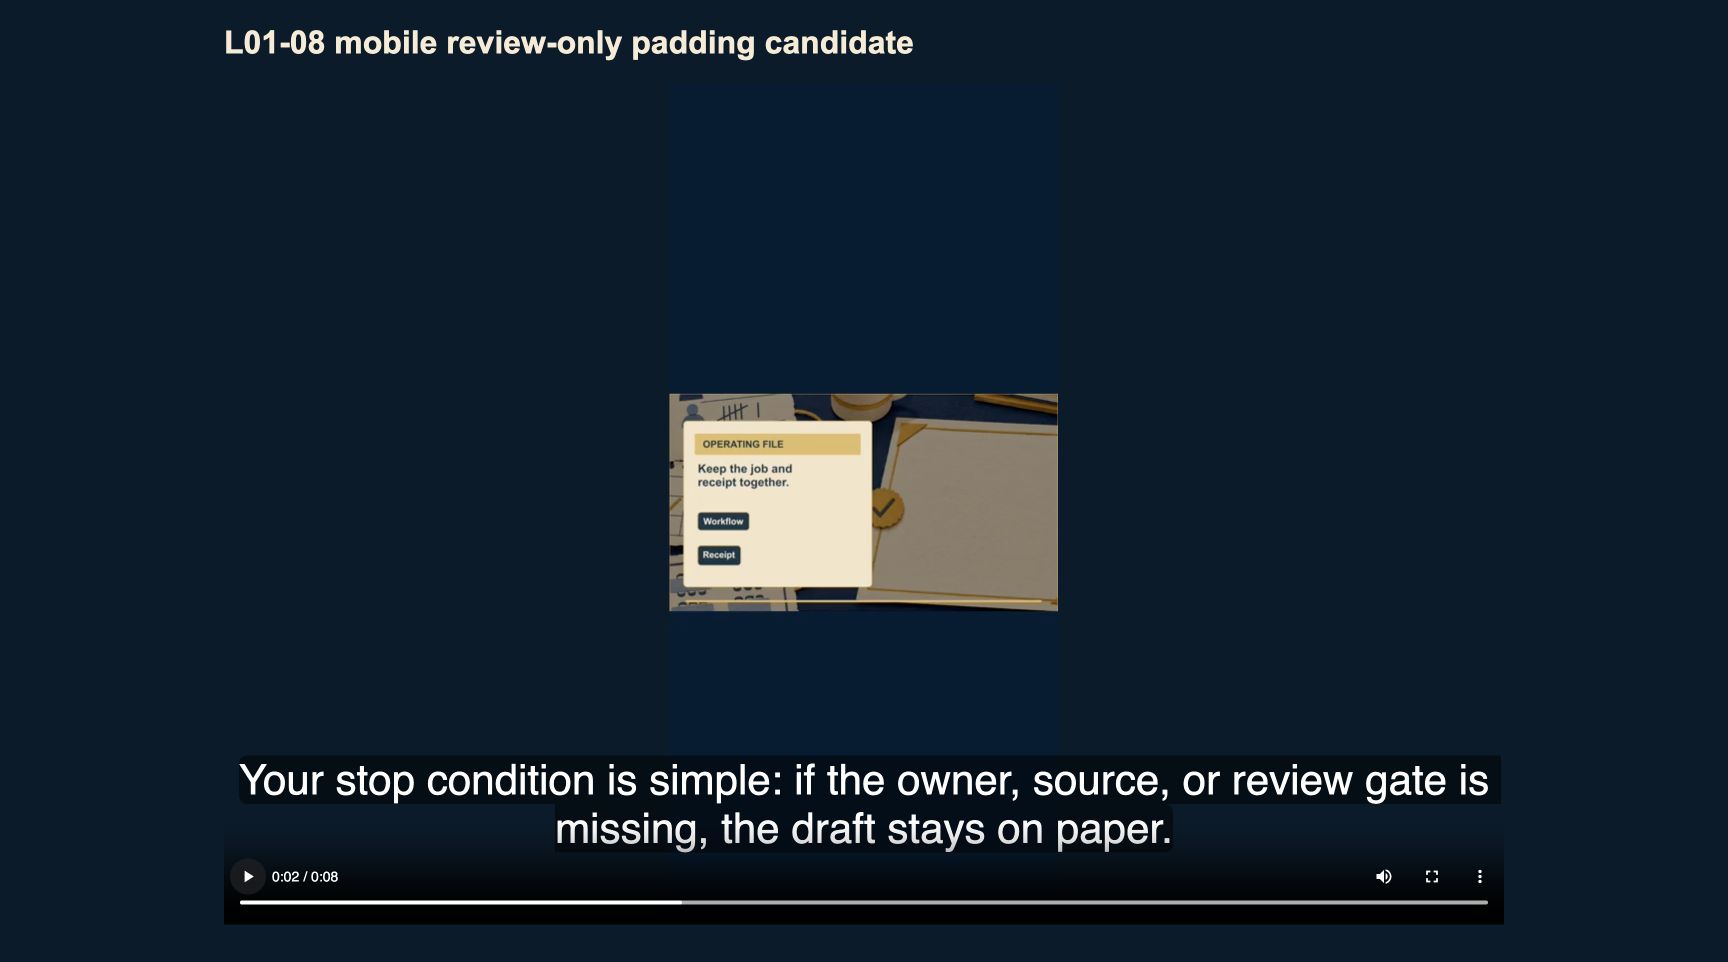 L01-08 mobile review-only padding candidate
OPERATING FILE
Keep the job and
receipt together.
Workflow
Receipt
Your stop condition is simple: if the owner, source, or review gate is
missing, the draft stays on paper.
0:02 / 0:08